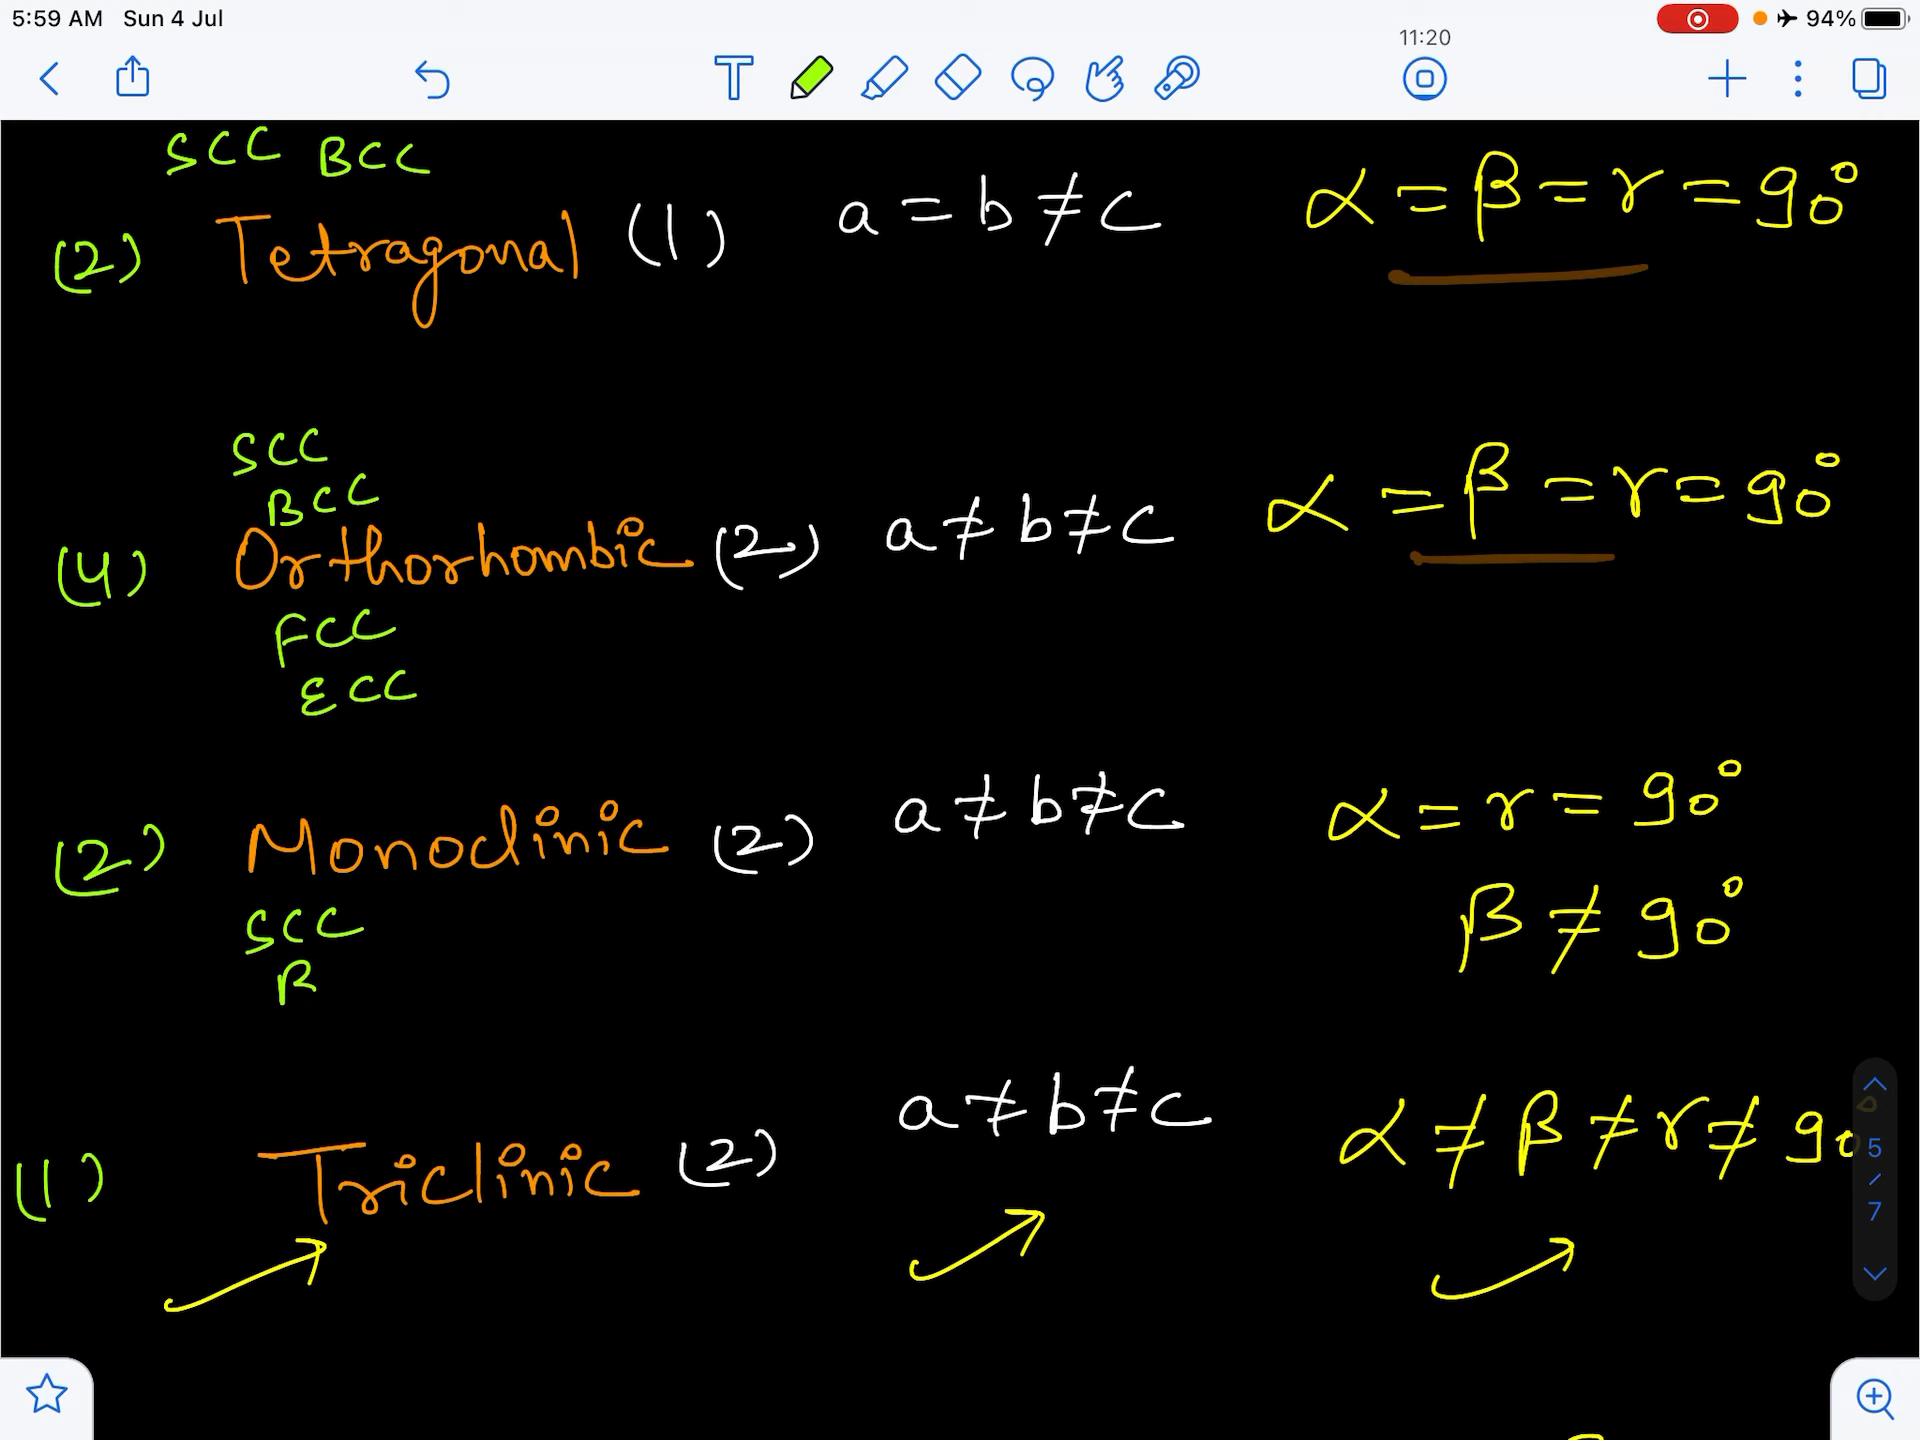 5:59 AM Sun 4 Jul 94%
11:20
T
SCC BCC
(2) Tetragonal (1) a = b ≠ c α = β = γ = 90°
SCC
BCC
(4) Orthorhombic (2) a ≠ b ≠ c α = β = γ = 90°
FCC
ECC
(2) Monoclinic (2) a ≠ b ≠ c α = γ = 90°
β ≠ 90°
SCC
(1) Triclinic (2) a ≠ b ≠ c α ≠ β ≠ γ ≠ 90°
5
/
7